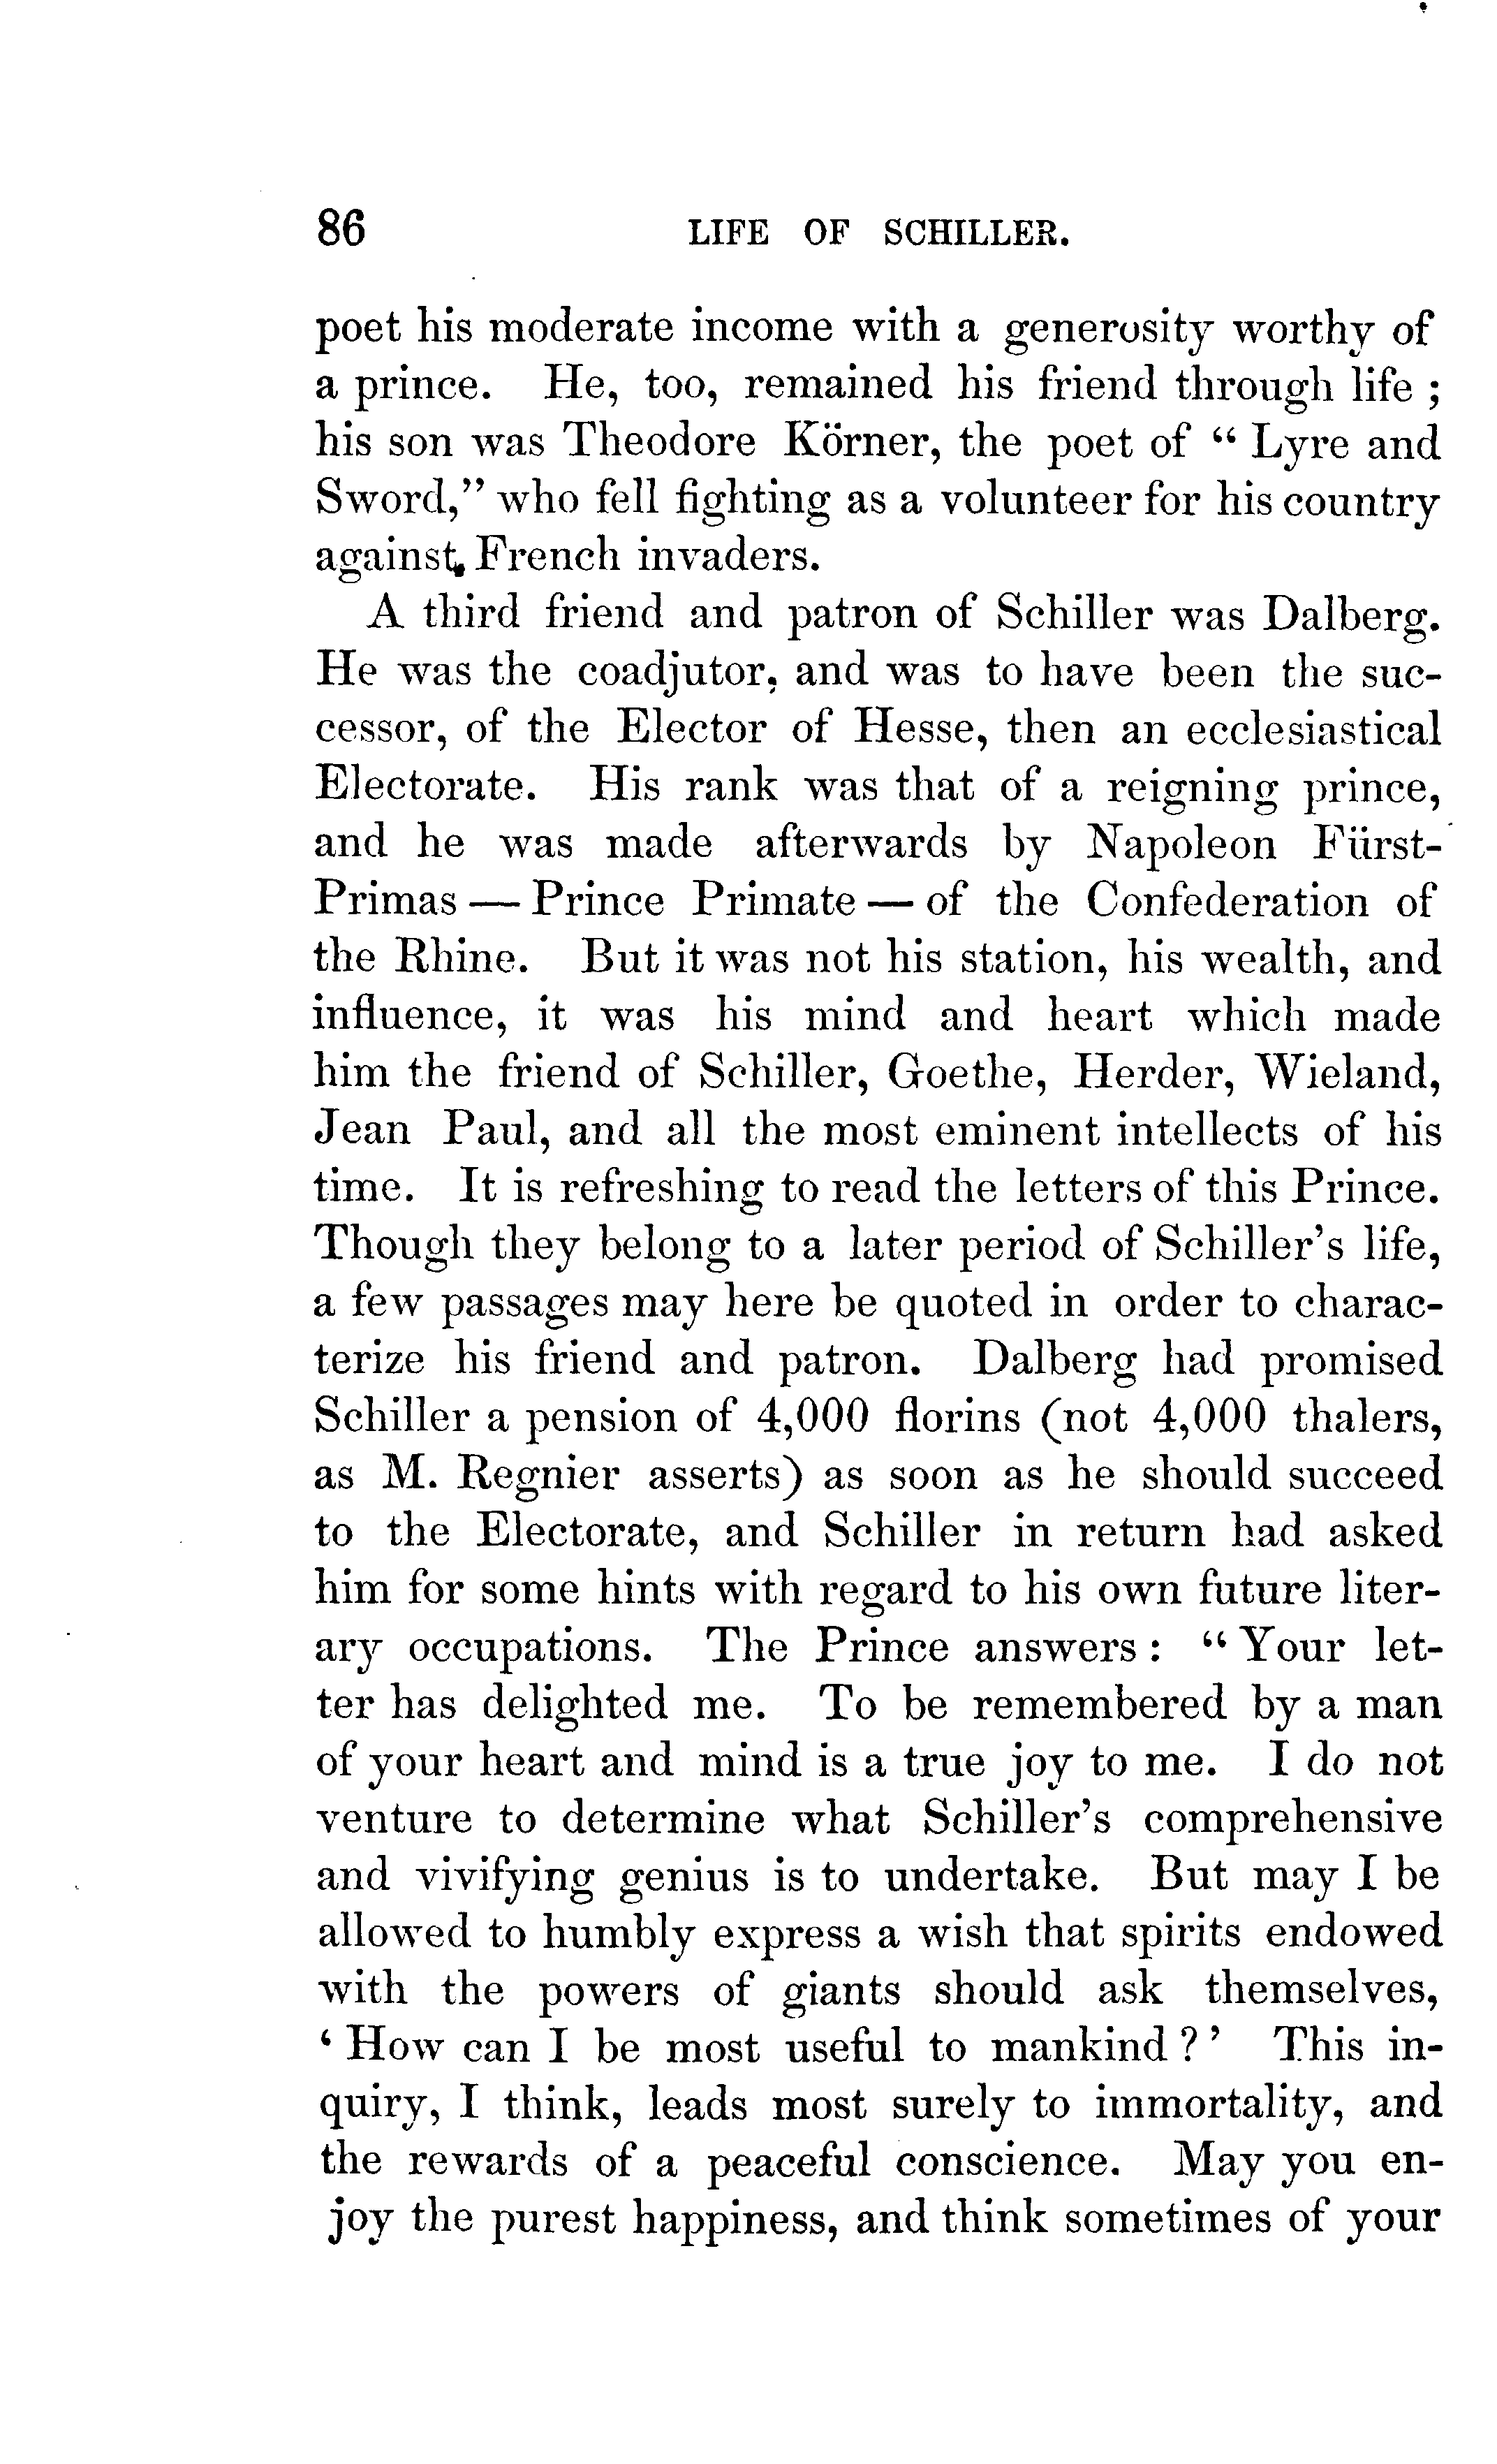 86 LIFE OF SCHILLER.
poet his moderate income with a generosity worthy of
a prince. He, too, remained his friend through life ;
his son was Theodore Körner, the poet of “ Lyre and
Sword,” who fell fighting as a volunteer for his country
against French invaders.
A third friend and patron of Schiller was Dalberg.
He was the coadjutor, and was to have been the suc-
cessor, of the Elector of Hesse, then an ecclesiastical
Electorate. His rank was that of a reigning prince,
and he was made afterwards by Napoleon Fürst-
Primas — Prince Primate — of the Confederation of
the Rhine. But it was not his station, his wealth, and
influence, it was his mind and heart which made
him the friend of Schiller, Goethe, Herder, Wieland,
Jean Paul, and all the most eminent intellects of his
time. It is refreshing to read the letters of this Prince.
Though they belong to a later period of Schiller’s life,
a few passages may here be quoted in order to charac-
terize his friend and patron. Dalberg had promised
Schiller a pension of 4,000 florins (not 4,000 thalers,
as M. Regnier asserts) as soon as he should succeed
to the Electorate, and Schiller in return had asked
him for some hints with regard to his own future liter-
ary occupations. The Prince answers : “ Your let-
ter has delighted me. To be remembered by a man
of your heart and mind is a true joy to me. I do not
venture to determine what Schiller’s comprehensive
and vivifying genius is to undertake. But may I be
allowed to humbly express a wish that spirits endowed
with the powers of giants should ask themselves,
‘ How can I be most useful to mankind ? ’ This in-
quiry, I think, leads most surely to immortality, and
the rewards of a peaceful conscience. May you en-
joy the purest happiness, and think sometimes of your